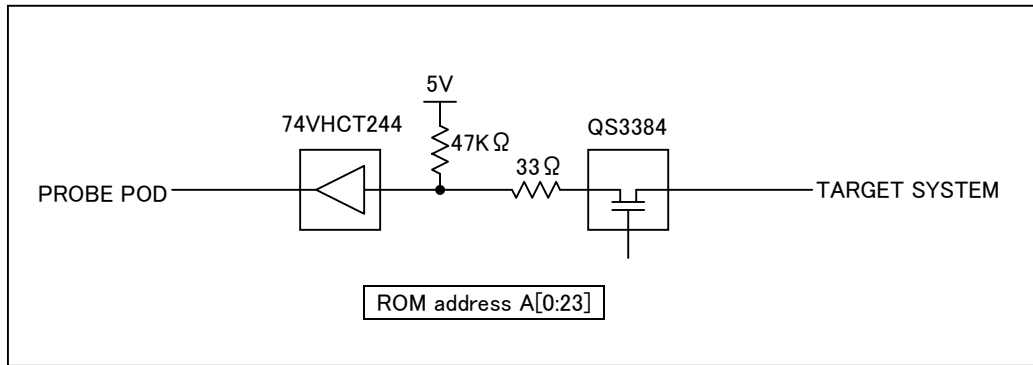 5V
74VHCT244
QS3384
47KΩ
33Ω
PROBE POD
TARGET SYSTEM
ROM address A[0:23]